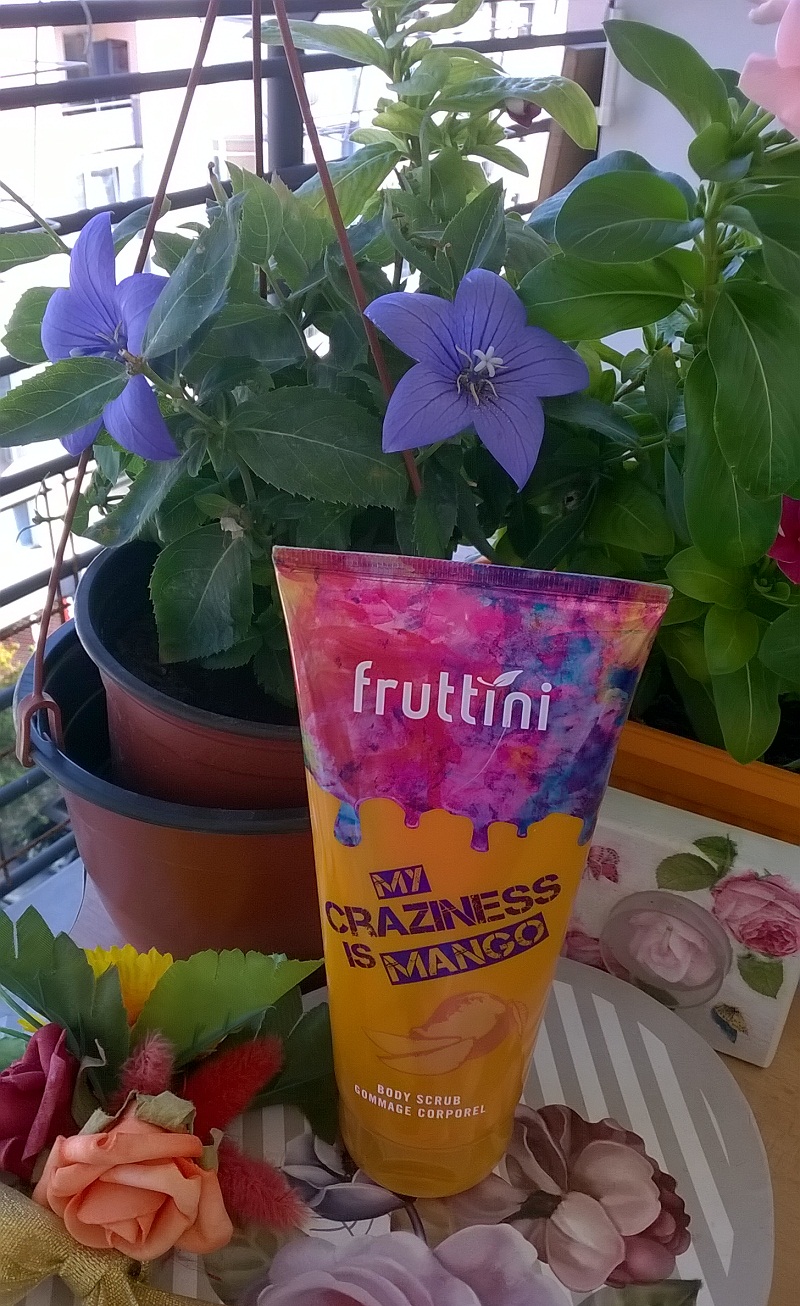 fruttini
MY
CRAZINESS
IS MANGO
BODY SCRUB
GOMMAGE CORPOREL